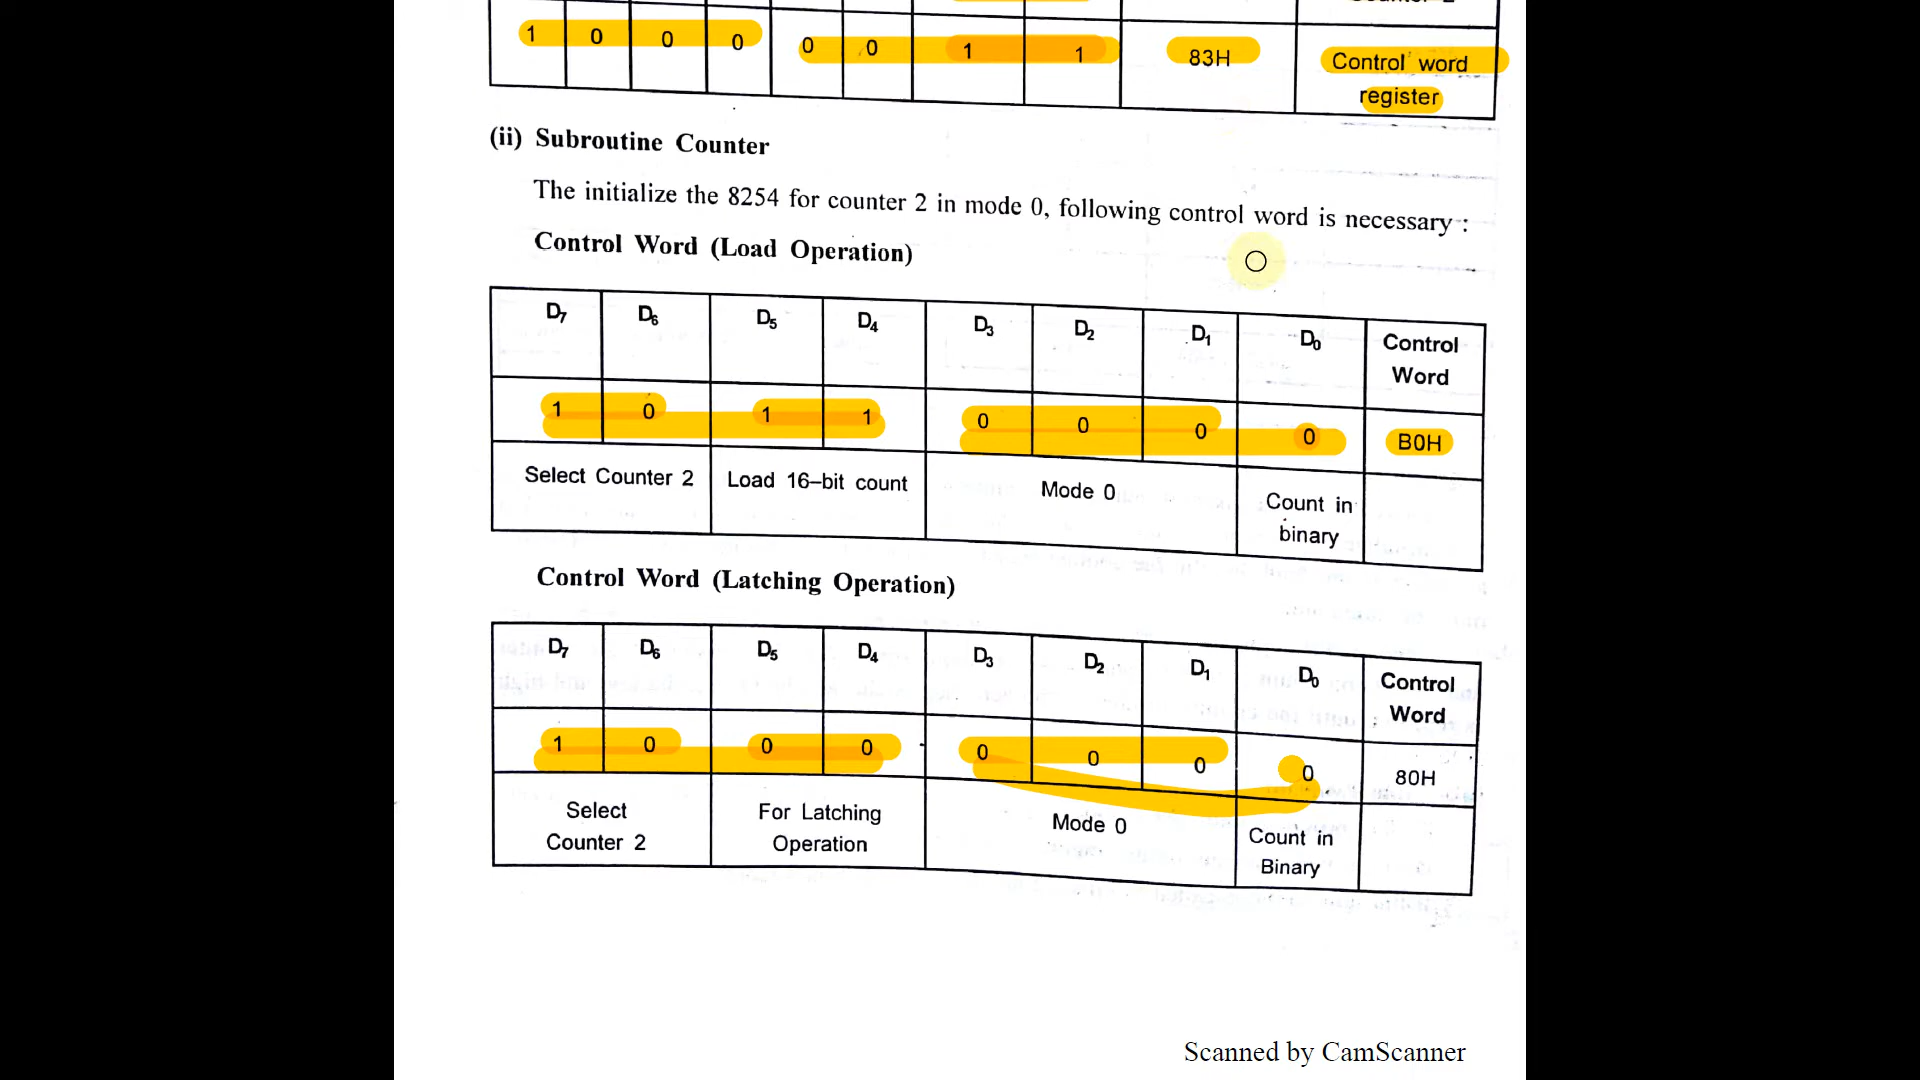 1 0 0 0 0 0 1 1 83H Control word
register
(ii) Subroutine Counter
The initialize the 8254 for counter 2 in mode 0, following control word is necessary :
Control Word (Load Operation)
D7 D6 D5 D4 D3 D2 D1 D0 Control
Word
1 0 1 1 0 0 0 0 B0H
Select Counter 2 Load 16–bit count Mode 0 Count in
binary
Control Word (Latching Operation)
D7 D6 D5 D4 D3 D2 D1 D0 Control
Word
1 0 0 0 0 0 0 0 80H
Select For Latching Mode 0 Count in
Counter 2 Operation Binary
Scanned by CamScanner